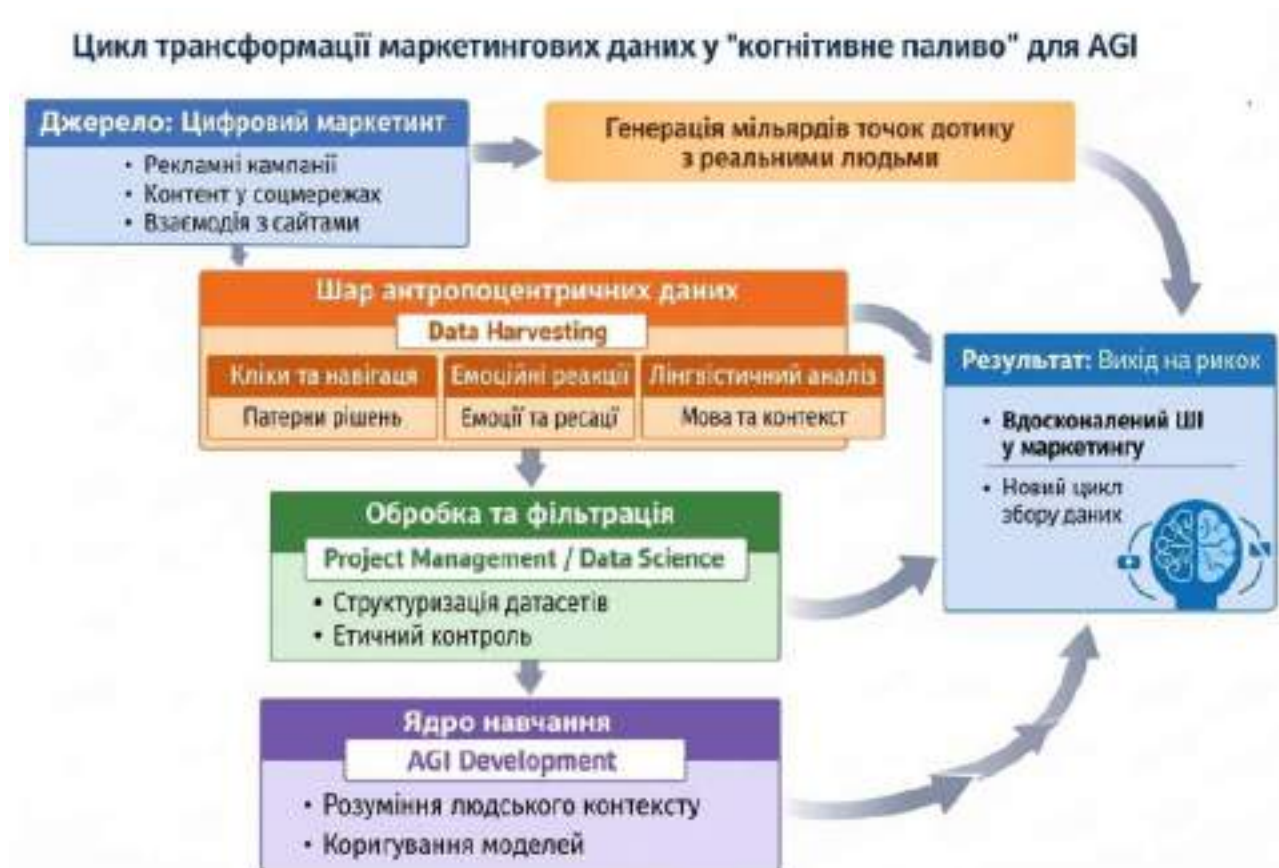 Цикл трансформації маркетингових даних у "когнітивне паливо" для AGI
Джерело: Цифровий маркетинт
• Рекламні кампанії
• Контент у соцмережах
• Взаємодія з сайтами
Генерація мільярдів точок дотику
з реальними людьми
Шар антропоцентричних даних
Data Harvesting
Кліки та навігаця
Патерки рішень
Емоційні реакції
Емоції та ресації
Лінгвістичний аналіз
Мова та контекст
Обробка та фільтрація
Project Management / Data Science
• Структуризація датасетів
• Етичний контроль
Ядро навчання
AGI Development
• Розуміння людського контексту
• Коригування моделей
Результат: Вихід на рикок
• Вдосконалений ШІ
у маркетингу
• Новий цикл
збору даних